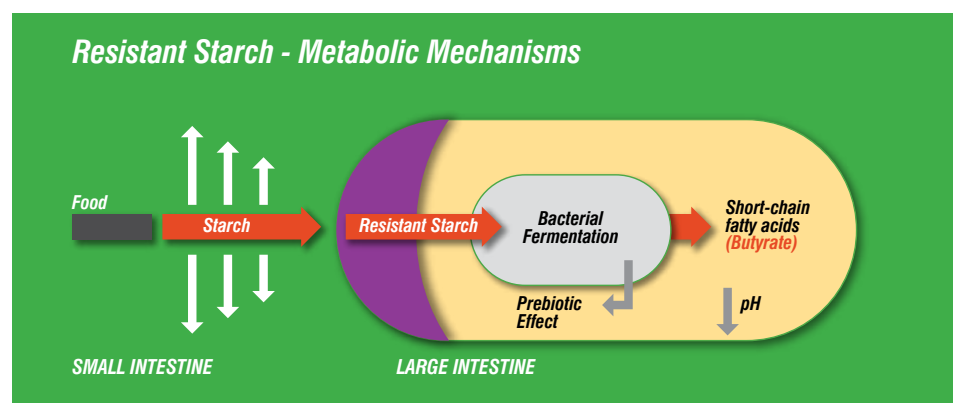 Resistant Starch - Metabolic Mechanisms
Food
Starch
Resistant Starch
Bacterial
Fermentation
Short-chain
fatty acids
(Butyrate)
Prebiotic
Effect
pH
SMALL INTESTINE
LARGE INTESTINE